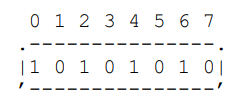 0 1 2 3 4 5 6 7
.---------------.
|1 0 1 0 1 0 1 0|
'---------------'